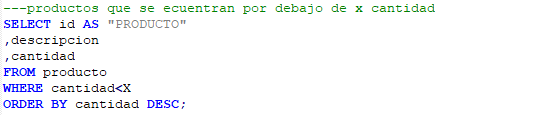 ---productos que se ecuentran por debajo de x cantidad
SELECT id AS "PRODUCTO"
,descripcion
,cantidad
FROM producto
WHERE cantidad<X
ORDER BY cantidad DESC;